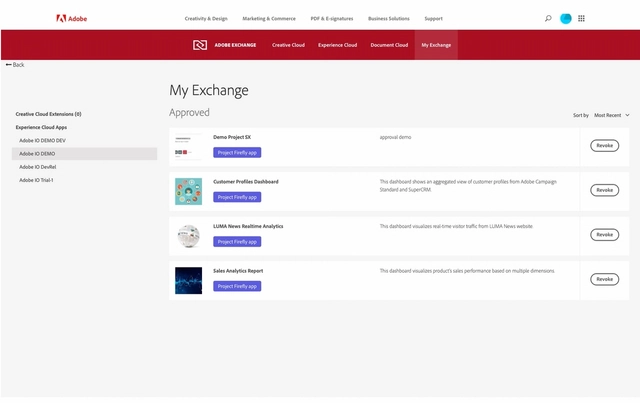 Adobe
Creativity & Design
Marketing & Commerce
PDF & E-signatures
Business Solutions
Support
ADOBE EXCHANGE
Creative Cloud
Experience Cloud
Document Cloud
My Exchange
Back
My Exchange
Creative Cloud Extensions (0)
Experience Cloud Apps
Adobe IO DEMO DEV
Adobe IO DEMO
Adobe IO DevRel
Adobe IO Trial-1
Approved
Sort by Most Recent
Demo Project SX
approval demo
Project Firefly app
Revoke
Customer Profiles Dashboard
This dashboard shows an aggregated view of customer profiles from Adobe Campaign
Standard and SuperCRM.
Project Firefly app
Revoke
LUMA News Realtime Analytics
This dashboard visualizes real-time visitor traffic from LUMA News website
Project Firefly app
Revoke
Sales Analytics Report
This dashboard visualizes product's sales performance based on multiple dimensions
Project Firefly app
Revoke